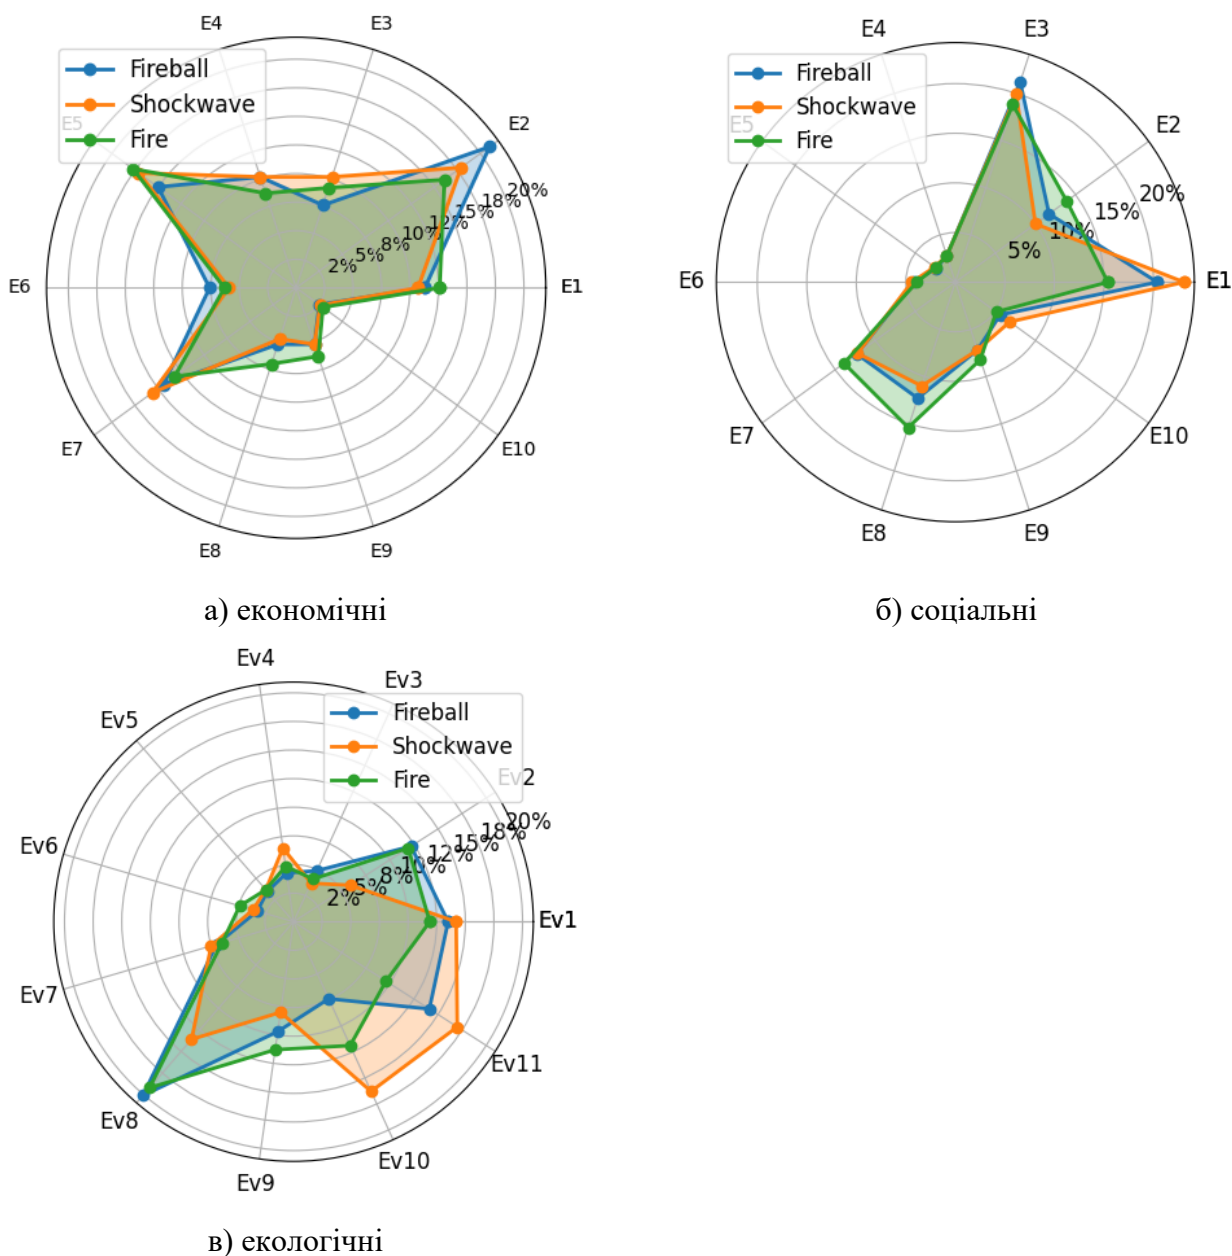 E4
E3
Fireball
Shockwave
Fire
E5
E2
20%
18%
15%
12%
10%
8%
5%
2%
E6
E1
E7
E10
E8
E9
а) економічні
E4
E3
Fireball
Shockwave
Fire
E5
E2
20%
15%
10%
5%
E6
E1
E7
E10
E8
E9
б) соціальні
Ev4
Ev3
Fireball
Shockwave
Fire
Ev5
Ev2
20%
18%
15%
12%
10%
8%
5%
2%
Ev6
Ev1
Ev7
Ev11
Ev8
Ev10
Ev9
в) екологічні